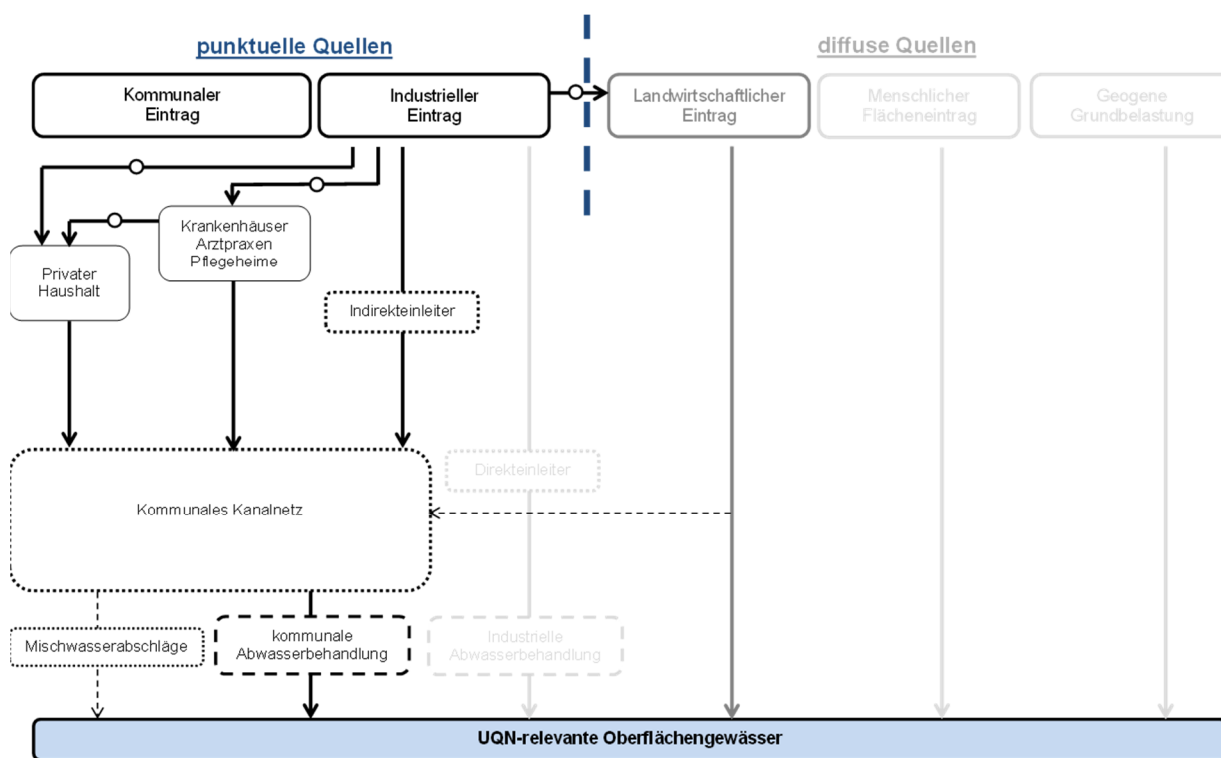 punktuelle Quellen
diffuse Quellen
Kommunaler
Eintrag
Industrieller
Eintrag
Landwirtschaftlicher
Eintrag
Menschlicher
Flächeneintrag
Geogene
Grundbelastung
Krankenhäuser
Arztpraxen
Pflegeheime
Privater
Haushalt
Indirekteinleiter
Direkteinleiter
Kommunales Kanalnetz
Mischwasserabschläge
kommunale
Abwasserbehandlung
Industrielle
Abwasserbehandlung
UQN-relevante Oberflächengewässer